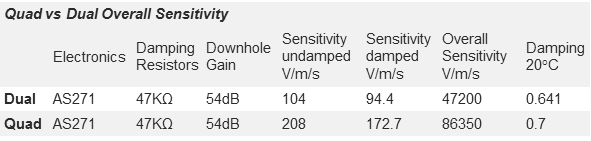 Quad vs Dual Overall Sensitivity
Electronics Damping Resistors Downhole Gain Sensitivity undamped V/m/s Sensitivity damped V/m/s Overall Sensitivity V/m/s Damping 20°C
Dual AS271 47KΩ 54dB 104 94.4 47200 0.641
Quad AS271 47KΩ 54dB 208 172.7 86350 0.7